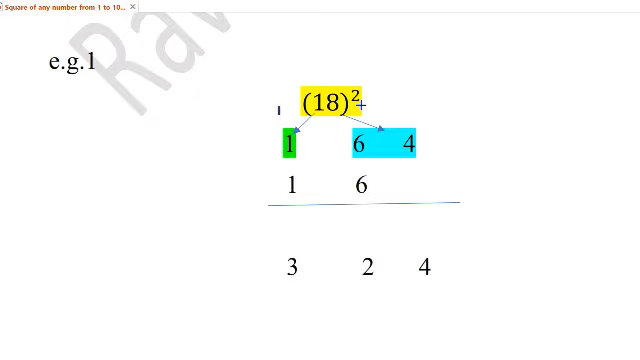 Square of any number from 1 to 10...
Rav
e.g.1
(18)²
1 6 4
1 6
3 2 4